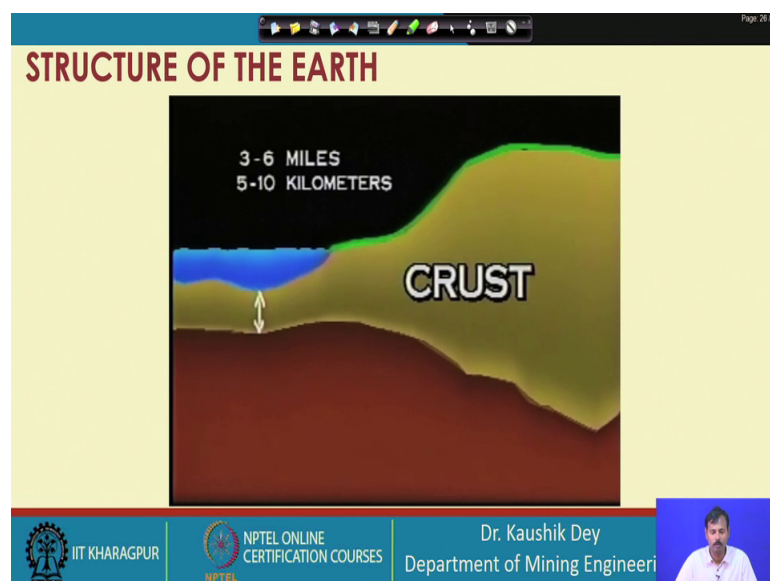 Page: 26
STRUCTURE OF THE EARTH
3-6 MILES
5-10 KILOMETERS
CRUST
IIT KHARAGPUR
NPTEL ONLINE
CERTIFICATION COURSES
NPTEL
Dr. Kaushik Dey
Department of Mining Engineeri